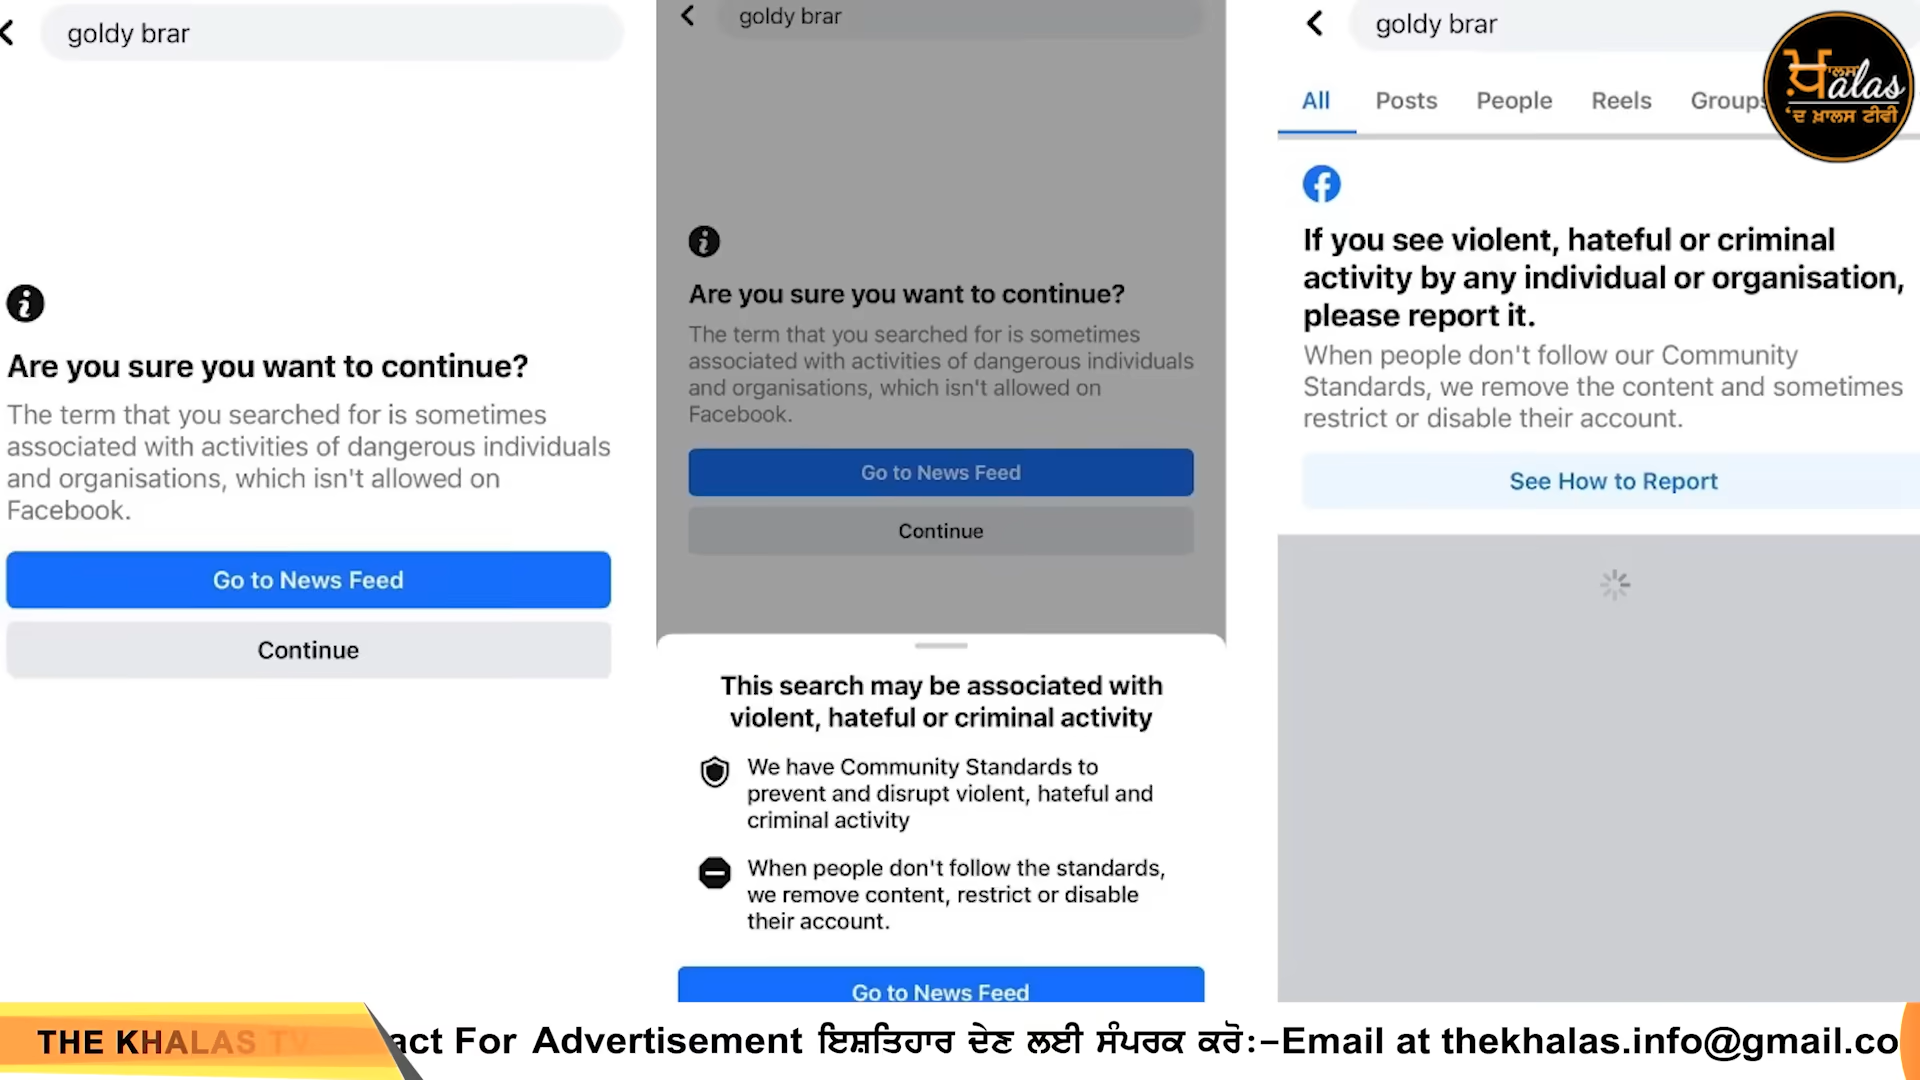 goldy brar
Are you sure you want to continue?
The term that you searched for is sometimes
associated with activities of dangerous individuals
and organisations, which isn't allowed on
Facebook.
Go to News Feed
Continue
goldy brar
Are you sure you want to continue?
The term that you searched for is sometimes
associated with activities of dangerous individuals
and organisations, which isn't allowed on
Facebook.
Go to News Feed
Continue
This search may be associated with
violent, hateful or criminal activity
We have Community Standards to
prevent and disrupt violent, hateful and
criminal activity
When people don't follow the standards,
we remove content, restrict or disable
their account.
Go to News Feed
goldy brar
All Posts People Reels Groups
If you see violent, hateful or criminal
activity by any individual or organisation,
please report it.
When people don't follow our Community
Standards, we remove the content and sometimes
restrict or disable their account.
See How to Report
ਖ਼ਾਲਸ alas
'ਦ ਖ਼ਾਲਸ ਟੀਵੀ
THE KHALAS TV act For Advertisement ਇਸ਼ਤਿਹਾਰ ਦੇਣ ਲਈ ਸੰਪਰਕ ਕਰੋ:-Email at thekhalas.info@gmail.co